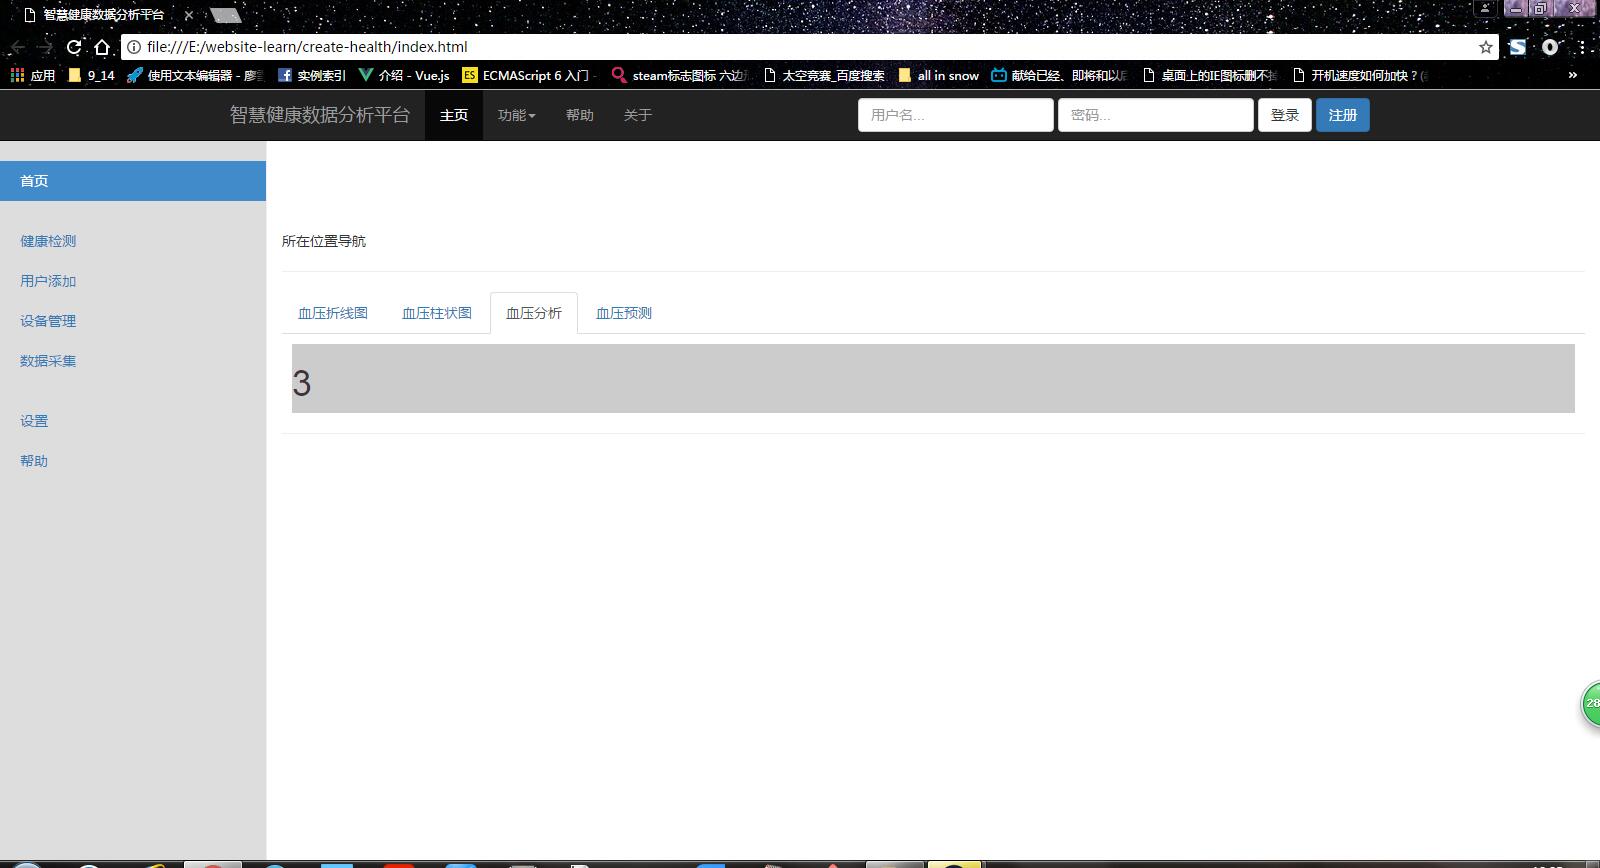 智慧健康数据分析平台
file:///E:/website-learn/create-health/index.html
应用 9_14 使用文本编辑器 - 廖 实例索引 介绍 - Vue.js ES ECMAScript 6 入门 - steam标志图标 六边 太空竞赛_百度搜索 all in snow 献给已经、即将和以 桌面上的IE图标删不掉 开机速度如何加快？( »
智慧健康数据分析平台 主页 功能 帮助 关于 用户名... 密码... 登录 注册
首页
健康检测
用户添加
设备管理
数据采集
设置
帮助
所在位置导航
血压折线图 血压柱状图 血压分析 血压预测
3
28